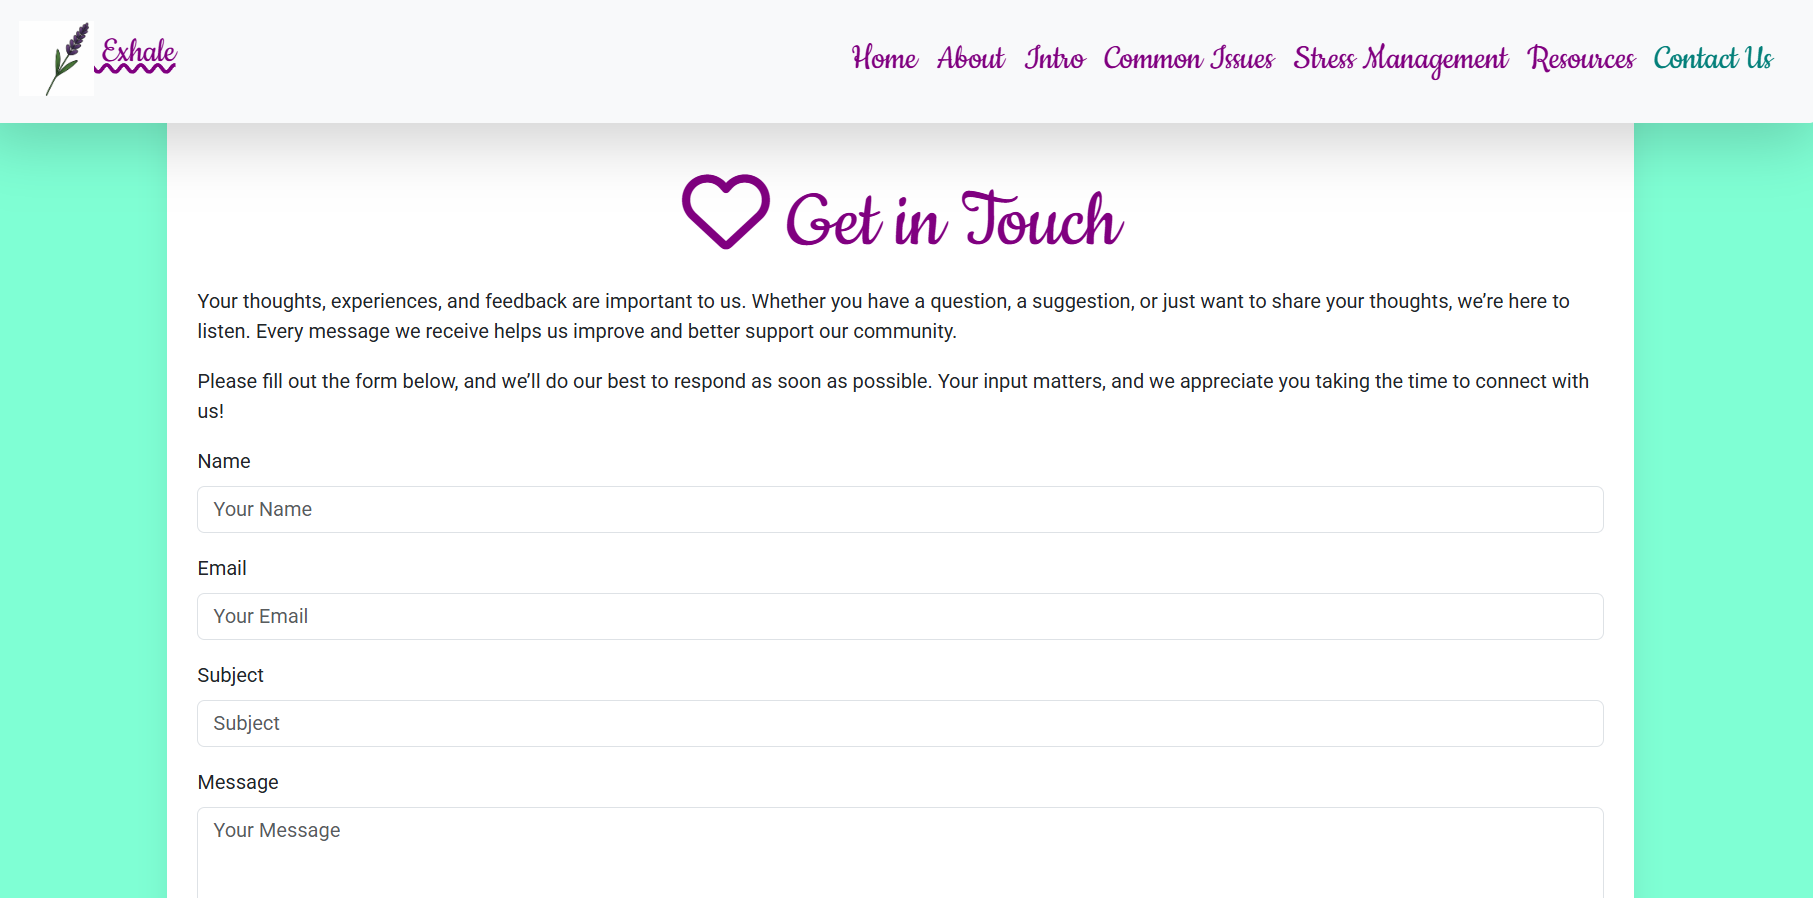 Exhale
Home About Intro Common Issues Stress Management Resources Contact Us
Get in Touch
Your thoughts, experiences, and feedback are important to us. Whether you have a question, a suggestion, or just want to share your thoughts, we’re here to
listen. Every message we receive helps us improve and better support our community.
Please fill out the form below, and we’ll do our best to respond as soon as possible. Your input matters, and we appreciate you taking the time to connect with
us!
Name
Your Name
Email
Your Email
Subject
Subject
Message
Your Message